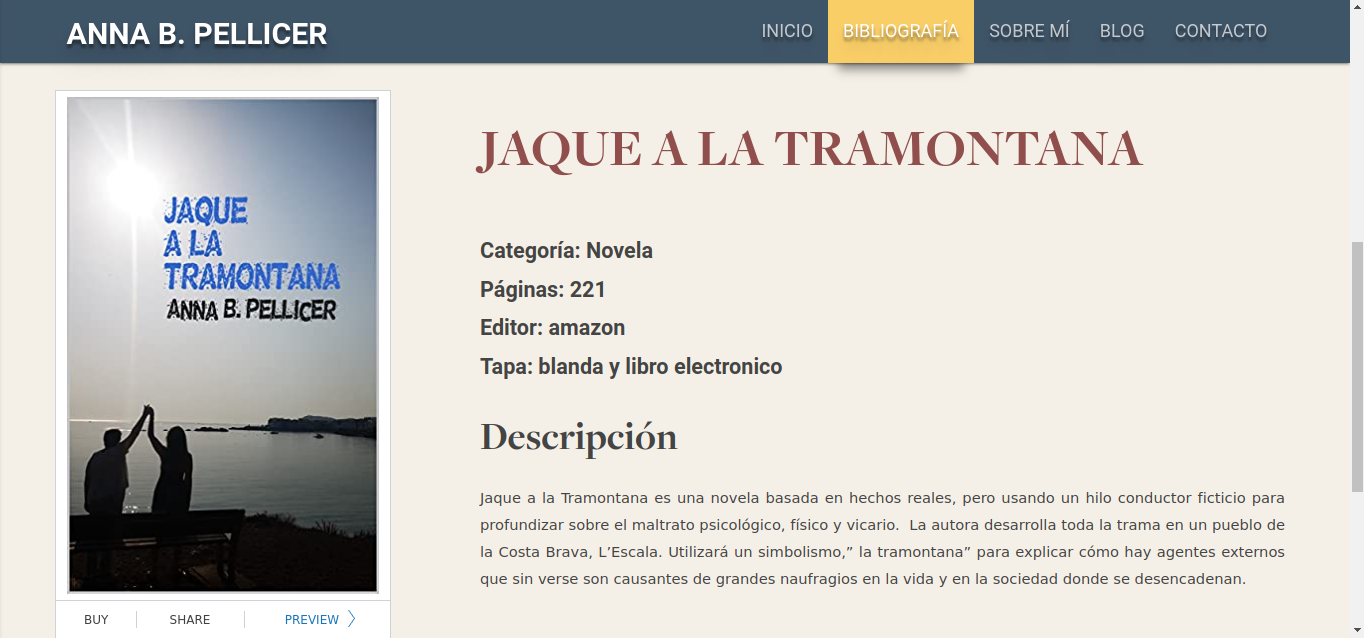 ANNA B. PELLICER
INICIO
BIBLIOGRAFÍA
SOBRE MÍ
BLOG
CONTACTO
JAQUE
A LA
TRAMONTANA
ANNA B. PELLICER
BUY
SHARE
PREVIEW
JAQUE A LA TRAMONTANA
Categoría: Novela
Páginas: 221
Editor: amazon
Tapa: blanda y libro electronico
Descripción
Jaque a la Tramontana es una novela basada en hechos reales, pero usando un hilo conductor ficticio para
profundizar sobre el maltrato psicológico, físico y vicario.  La autora desarrolla toda la trama en un pueblo de
la Costa Brava, L’Escala. Utilizará un simbolismo,” la tramontana” para explicar cómo hay agentes externos
que sin verse son causantes de grandes naufragios en la vida y en la sociedad donde se desencadenan.